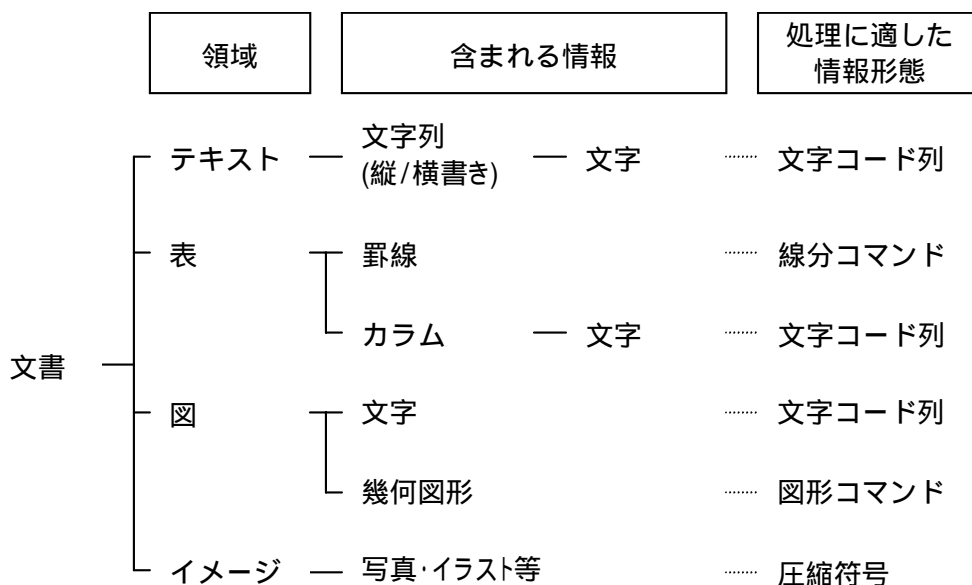 領域 含まれる情報 処理に適した
情報形態
テキスト 文字列
(縦/横書き) 文字 文字コード列
表 罫線 線分コマンド
カラム 文字 文字コード列
文書
図 文字 文字コード列
幾何図形 図形コマンド
イメージ 写真・イラスト等 圧縮符号